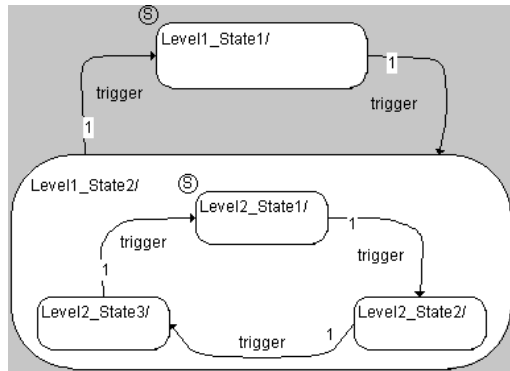 S
Level1_State1/
1
trigger
trigger
1
Level1_State2/
S
Level2_State1/
1
trigger
trigger
1
Level2_State3/
Level2_State2/
1
trigger